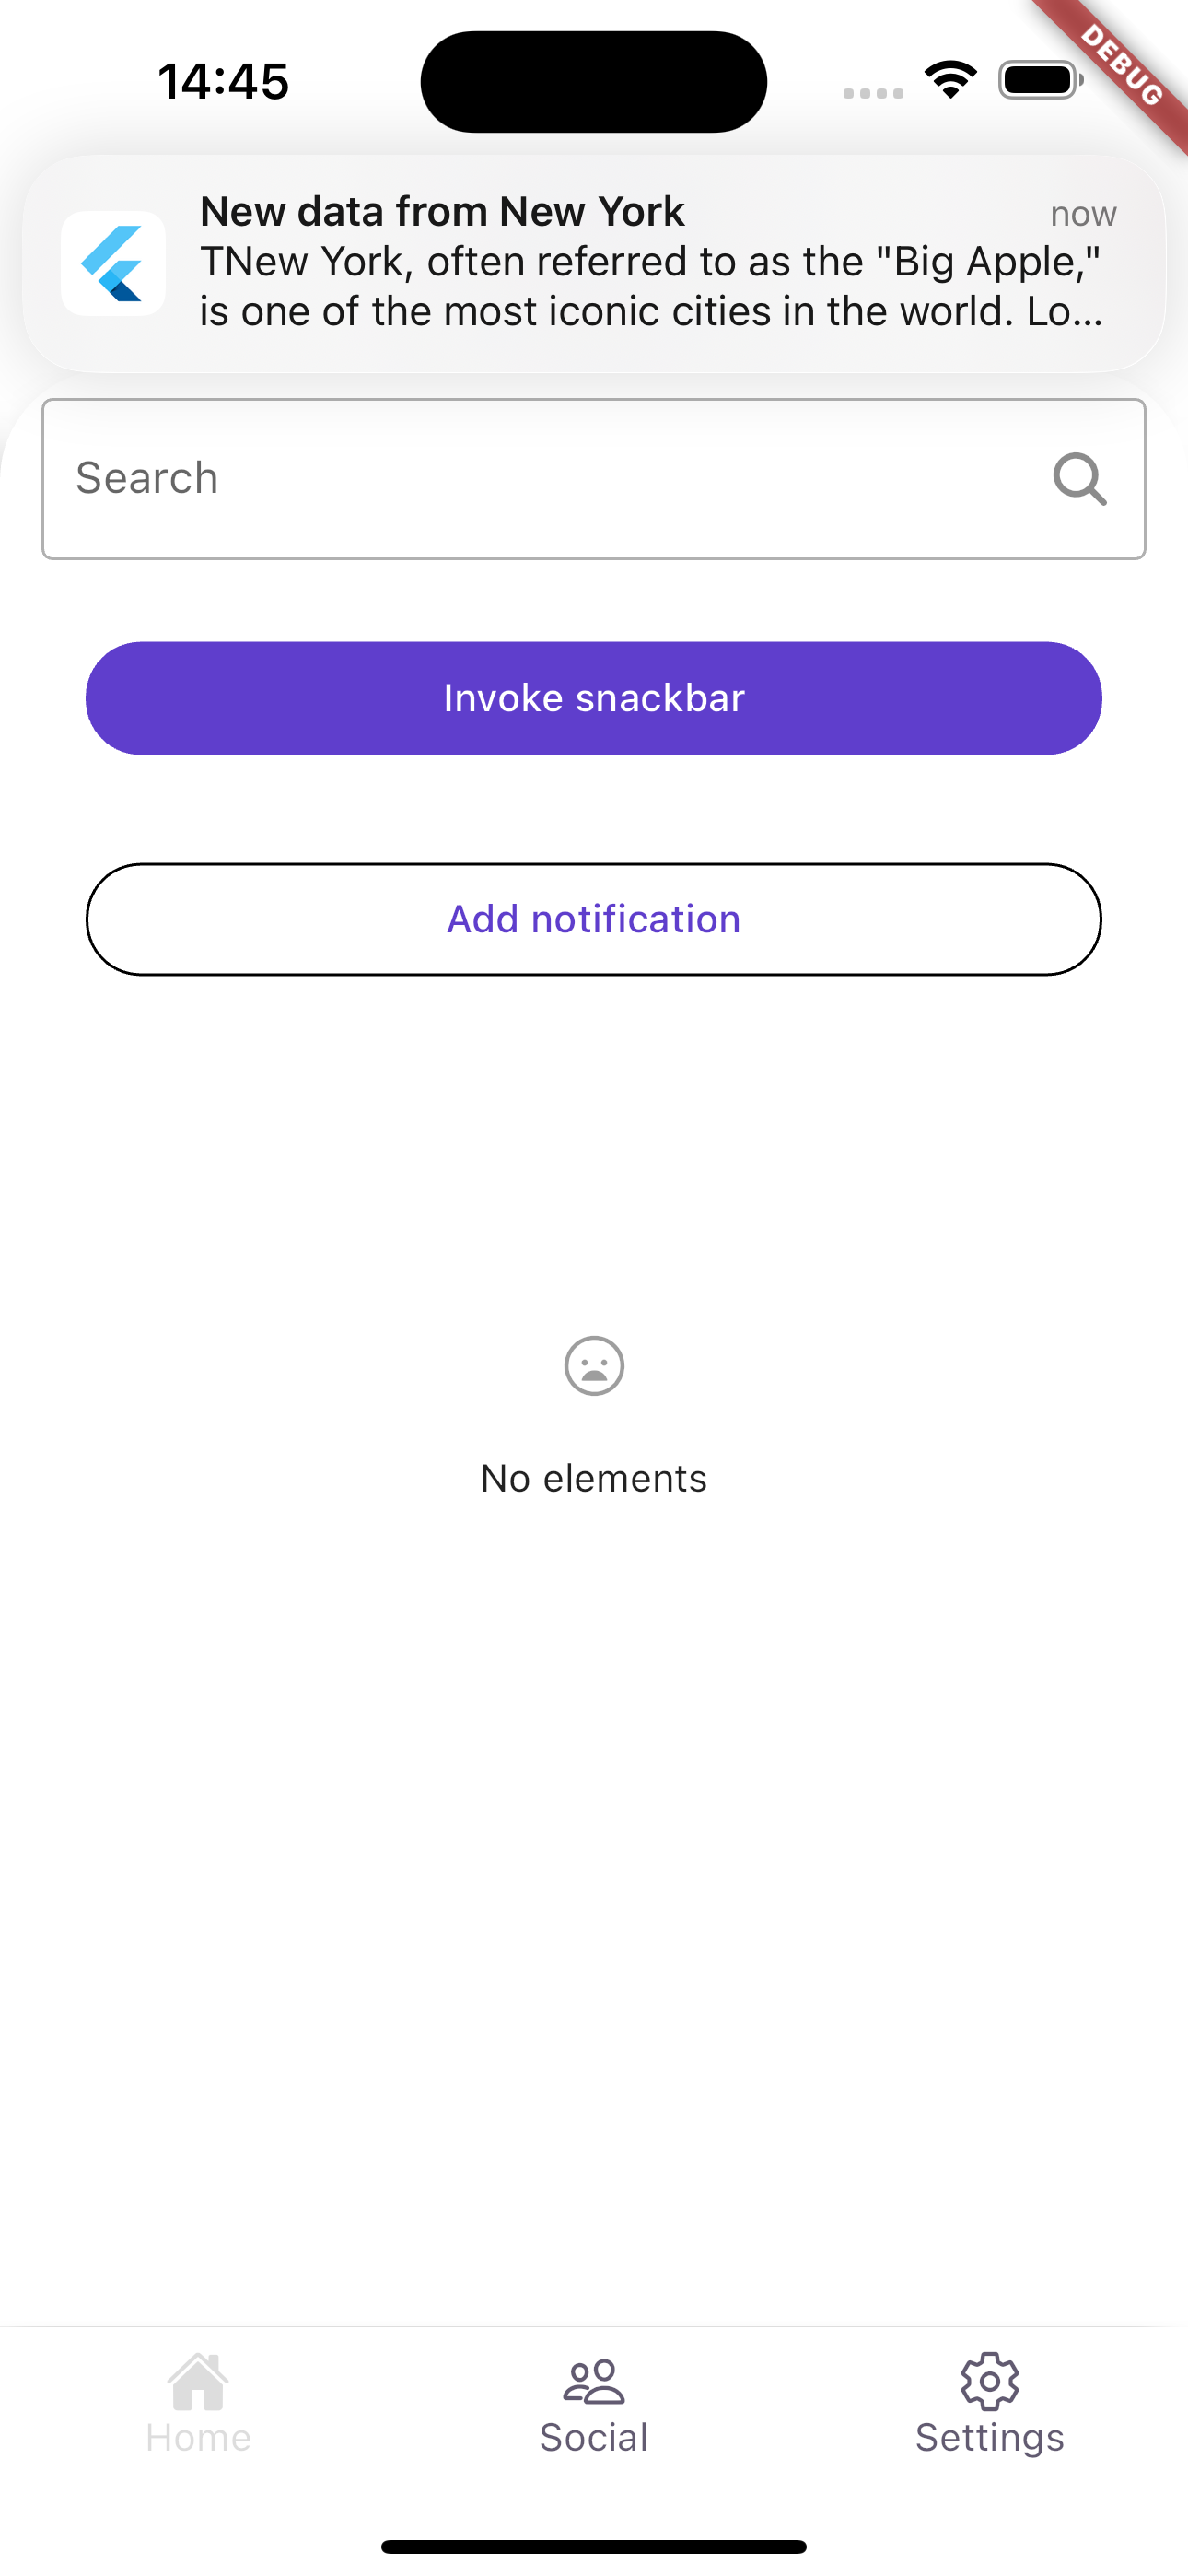 14:45
DEBUG
New data from New York
now
TNew York, often referred to as the "Big Apple,"
is one of the most iconic cities in the world. Lo...
Search
Invoke snackbar
Add notification
No elements
Home
Social
Settings